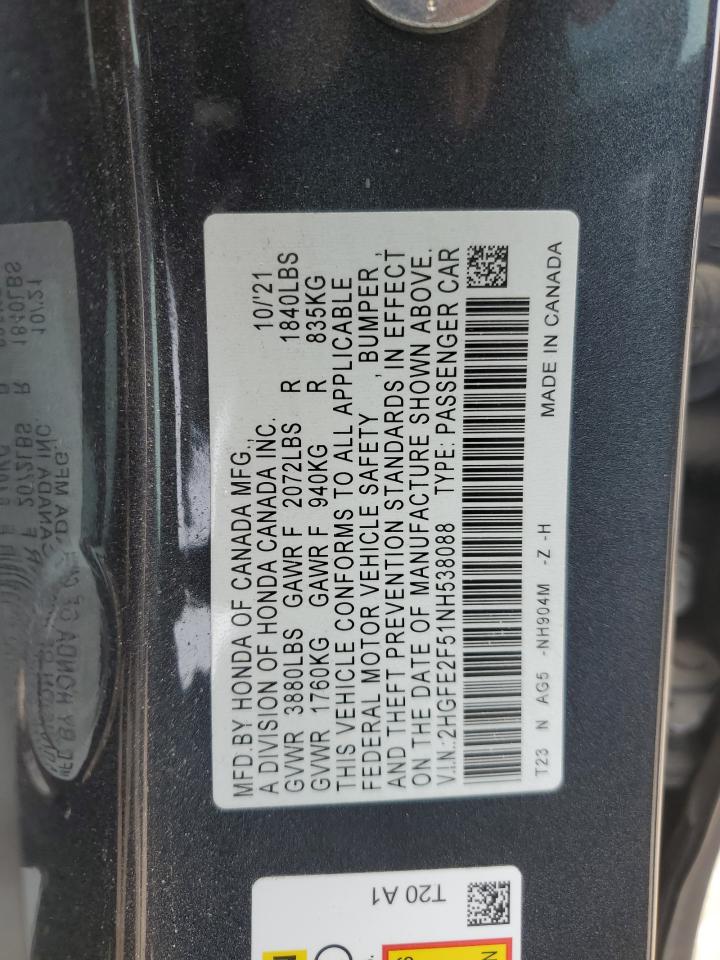 MFD.BY HONDA OF CANADA MFG.,
A DIVISION OF HONDA CANADA INC. 10/'21
GVWR 3880LBS GAWR F 2072LBS R 1840LBS
GVWR 1760KG GAWR F 940KG R 835KG
THIS VEHICLE CONFORMS TO ALL APPLICABLE
FEDERAL MOTOR VEHICLE SAFETY , BUMPER ,
AND THEFT PREVENTION STANDARDS IN EFFECT
ON THE DATE OF MANUFACTURE SHOWN ABOVE.
V.I.N.:2HGFE2F51NH538088 TYPE: PASSENGER CAR
T23 N AG5 -NH904M -Z -H MADE IN CANADA
T20 A1